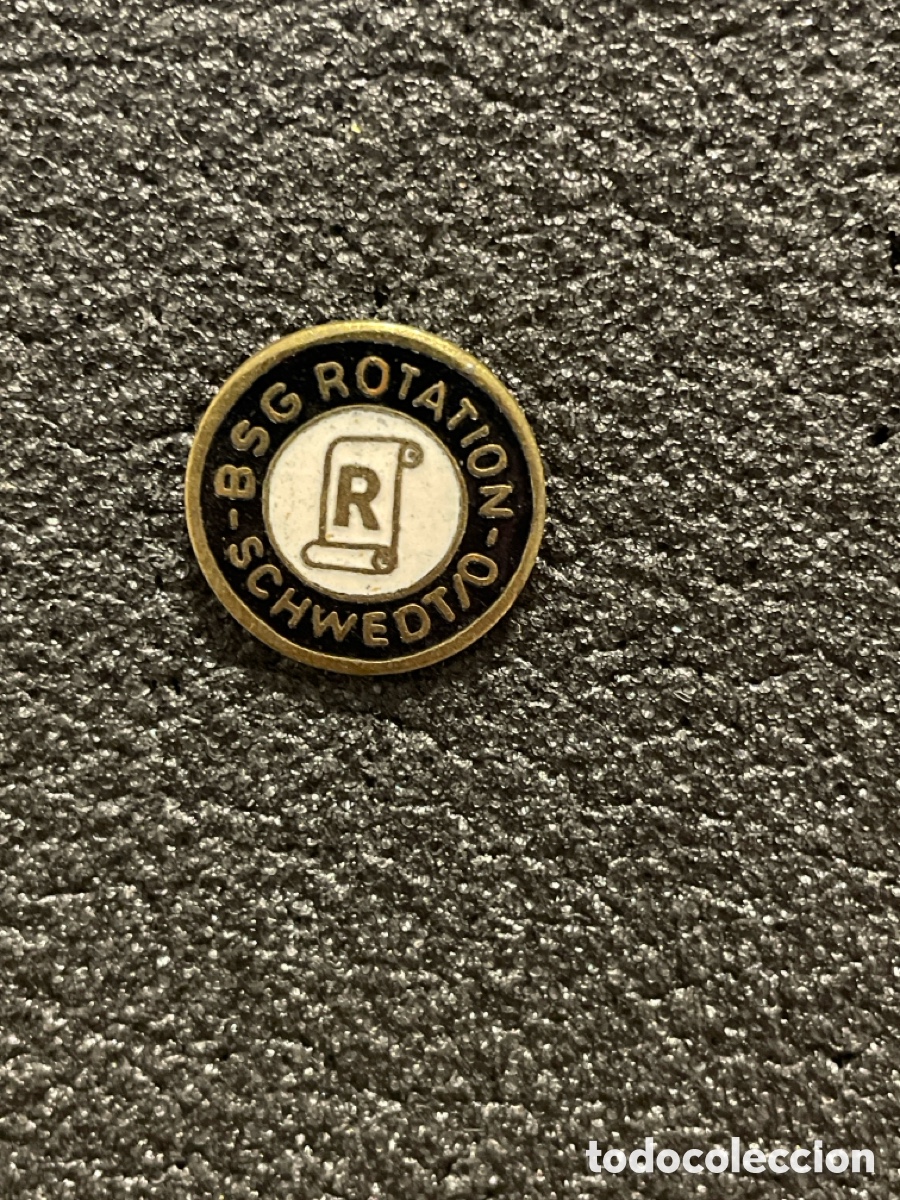 - BSG ROTATION -
SCHWEDT/O
R
todocoleccion